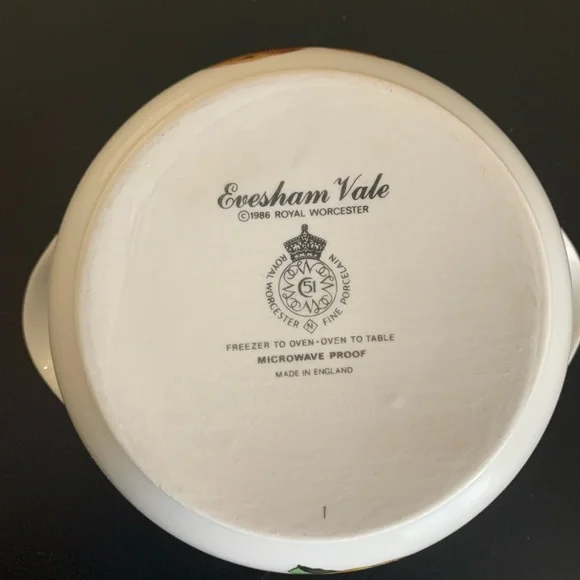 Evesham Vale
©1986 ROYAL WORCESTER
ROYAL WORCESTER FINE PORCELAIN
51
N
FREEZER TO OVEN · OVEN TO TABLE
MICROWAVE PROOF
MADE IN ENGLAND
1